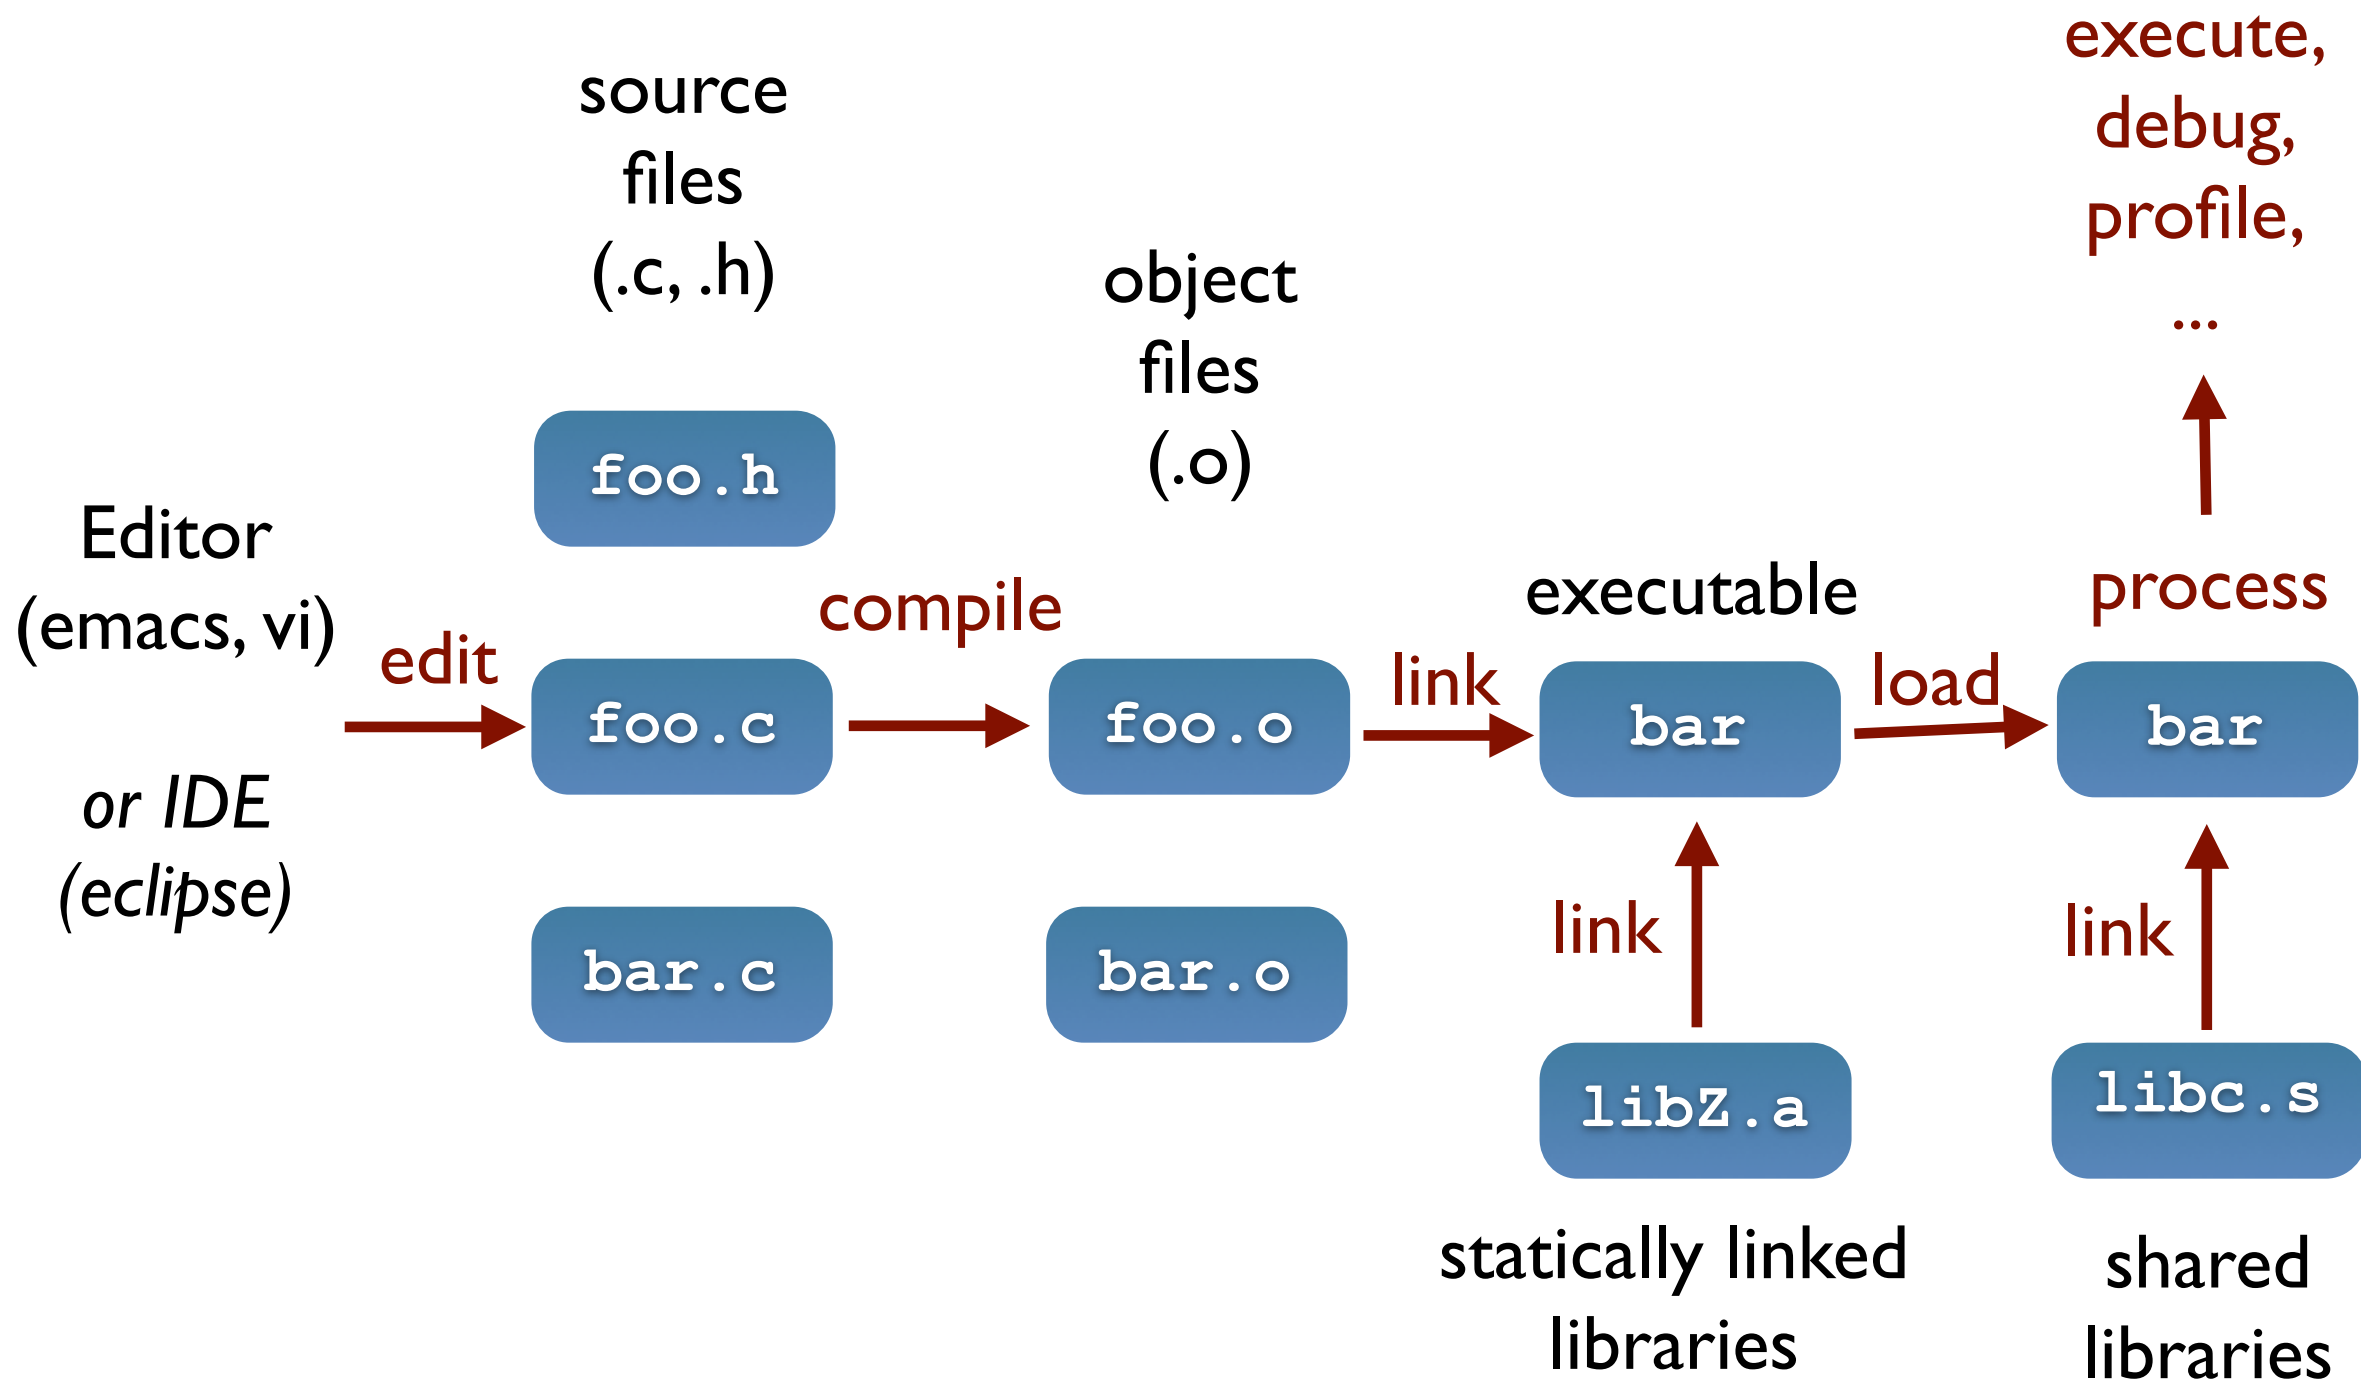 Editor
(emacs, vi)
or IDE
(eclipse)
edit
source
files
(.c, .h)
foo.h
foo.c
bar.c
compile
object
files
(.o)
foo.o
bar.o
link
executable
bar
link
libZ.a
statically linked
libraries
load
execute,
debug,
profile,
...
process
bar
link
libc.s
shared
libraries